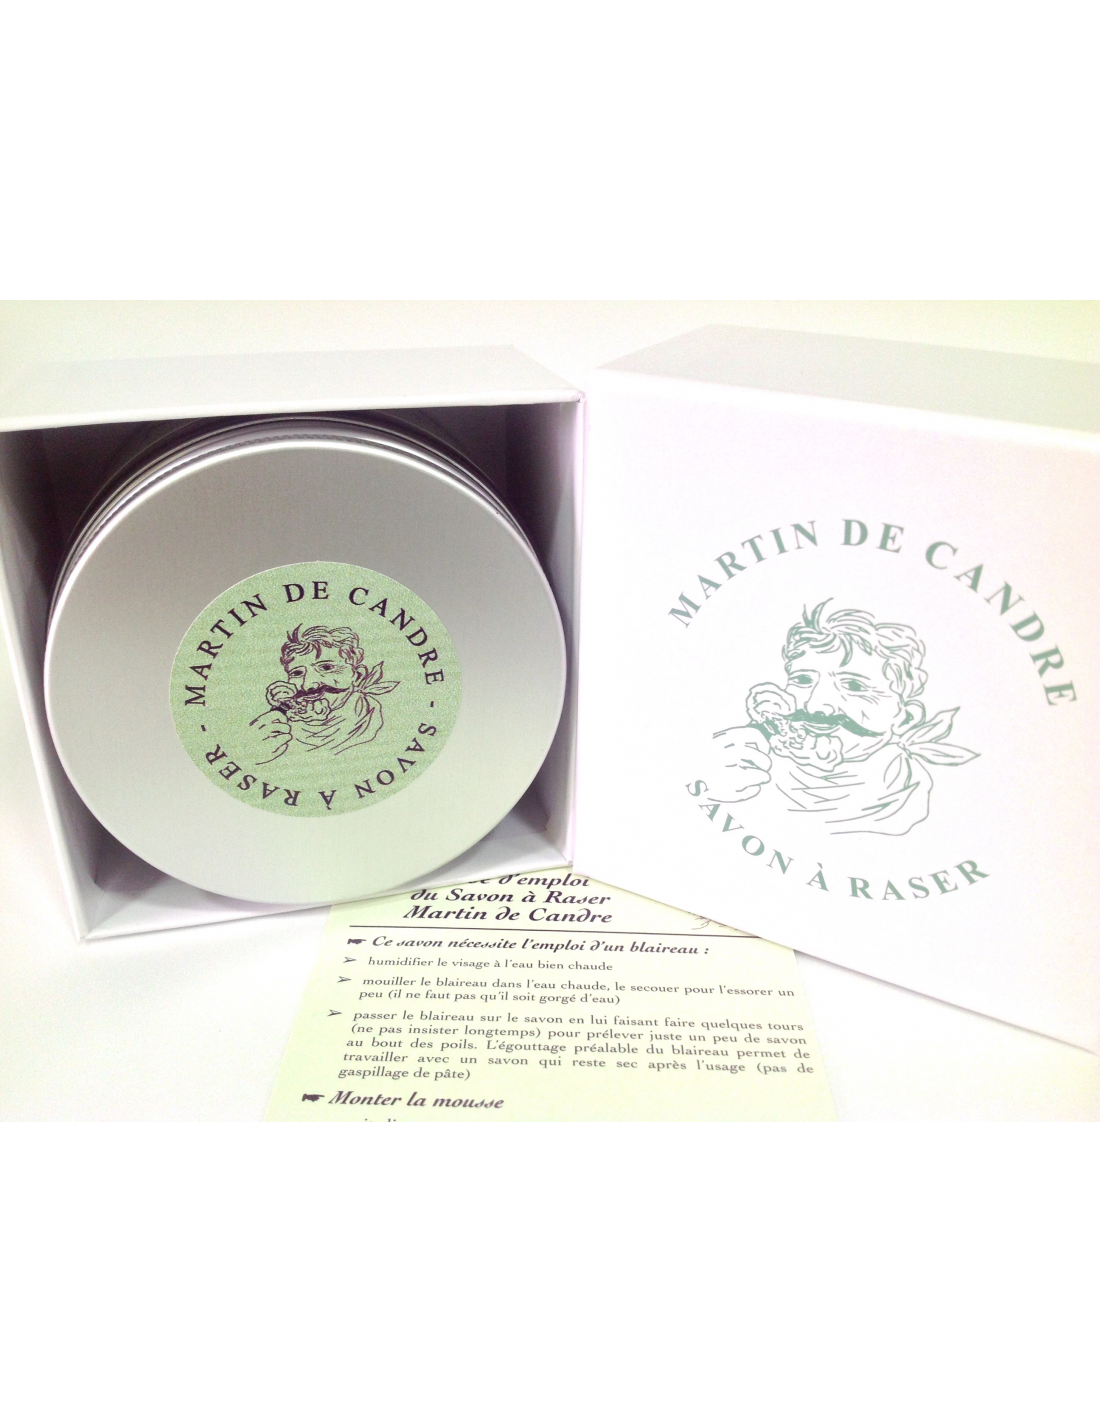 MARTIN DE CANDRE - SAVON À RASER -
MARTIN DE CANDRE
SAVON À RASER
d'emploi
du Savon à Raser
Martin de Candre
Ce savon nécessite l'emploi d'un blaireau :
humidifier le visage à l'eau bien chaude
mouiller le blaireau dans l'eau chaude, le secouer pour l'essorer un
peu (il ne faut pas qu'il soit gorgé d'eau)
passer le blaireau sur le savon en lui faisant faire quelques tours
(ne pas insister longtemps) pour prélever juste un peu de savon
au bout des poils. L'égouttage préalable du blaireau permet de
travailler avec un savon qui reste sec après l'usage (pas de
gaspillage de pâte)
Monter la mousse